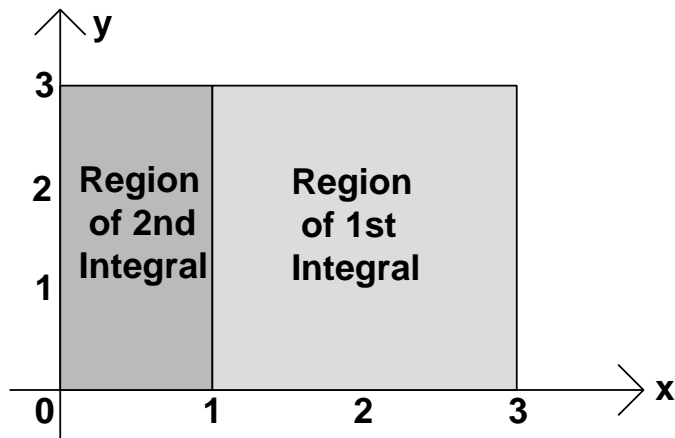 y
3
2
1
Region
of 2nd
Integral
Region
of 1st
Integral
0
1
2
3
x